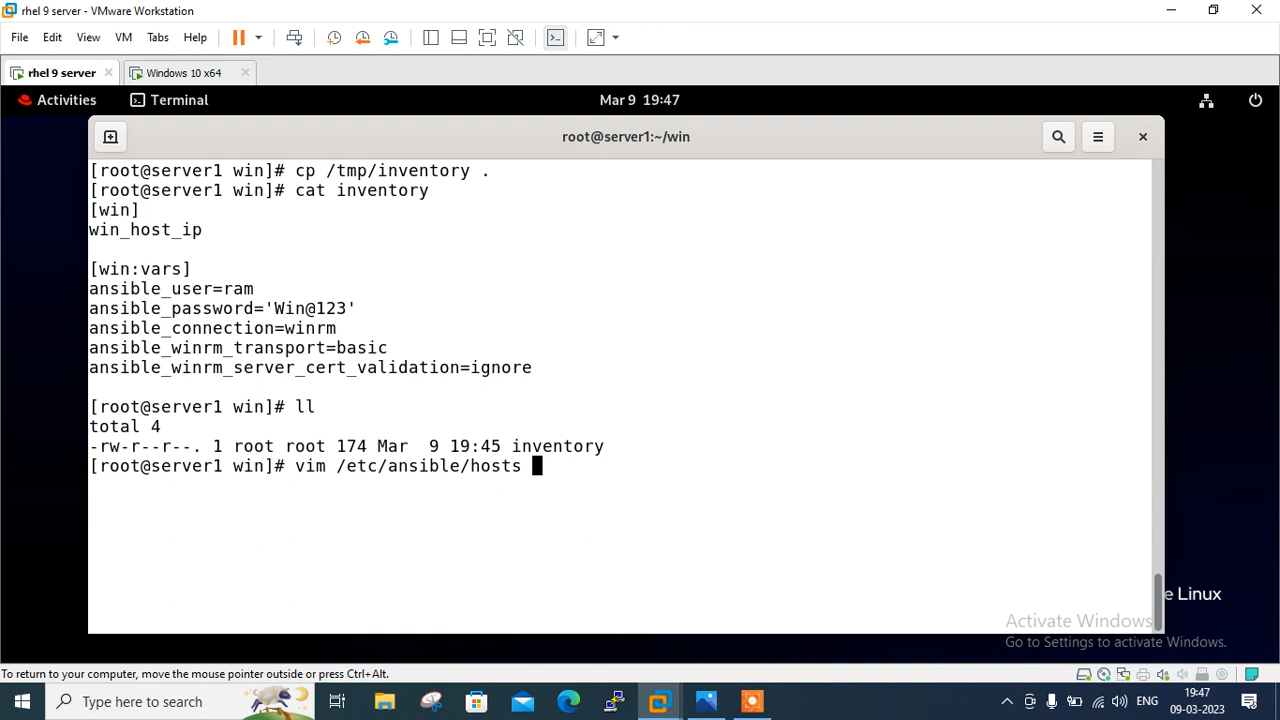 rhel 9 server - VMware Workstation
File Edit View VM Tabs Help
rhel 9 server Windows 10 x64
Activities Terminal Mar 9 19:47
root@server1:~/win
[root@server1 win]# cp /tmp/inventory .
[root@server1 win]# cat inventory
[win]
win_host_ip
[win:vars]
ansible_user=ram
ansible_password='Win@123'
ansible_connection=winrm
ansible_winrm_transport=basic
ansible_winrm_server_cert_validation=ignore
[root@server1 win]# ll
total 4
-rw-r--r--. 1 root root 174 Mar  9 19:45 inventory
[root@server1 win]# vim /etc/ansible/hosts
e Linux
Activate Windows
Go to Settings to activate Windows.
To return to your computer, move the mouse pointer outside or press Ctrl+Alt.
Type here to search
ENG
19:47
09-03-2023